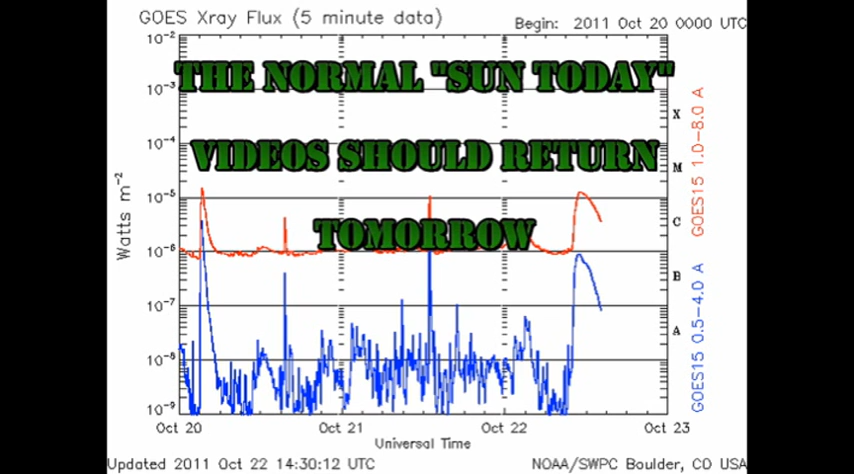 GOES Xray Flux (5 minute data)
Begin: 2011 Oct 20 0000 UTC
10-2
THE NORMAL "SUN TODAY"
10-3
X
10-4
VIDEOS SHOULD RETURN
M
10-5
C
TOMORROW
10-6
B
10-7
A
10-8
10-9
Watts m-2
GOES15 1.0-8.0 A
GOES15 0.5-4.0 A
Oct 20
Oct 21
Oct 22
Oct 23
Universal Time
Updated 2011 Oct 22 14:30:12 UTC
NOAA/SWPC Boulder, CO USA